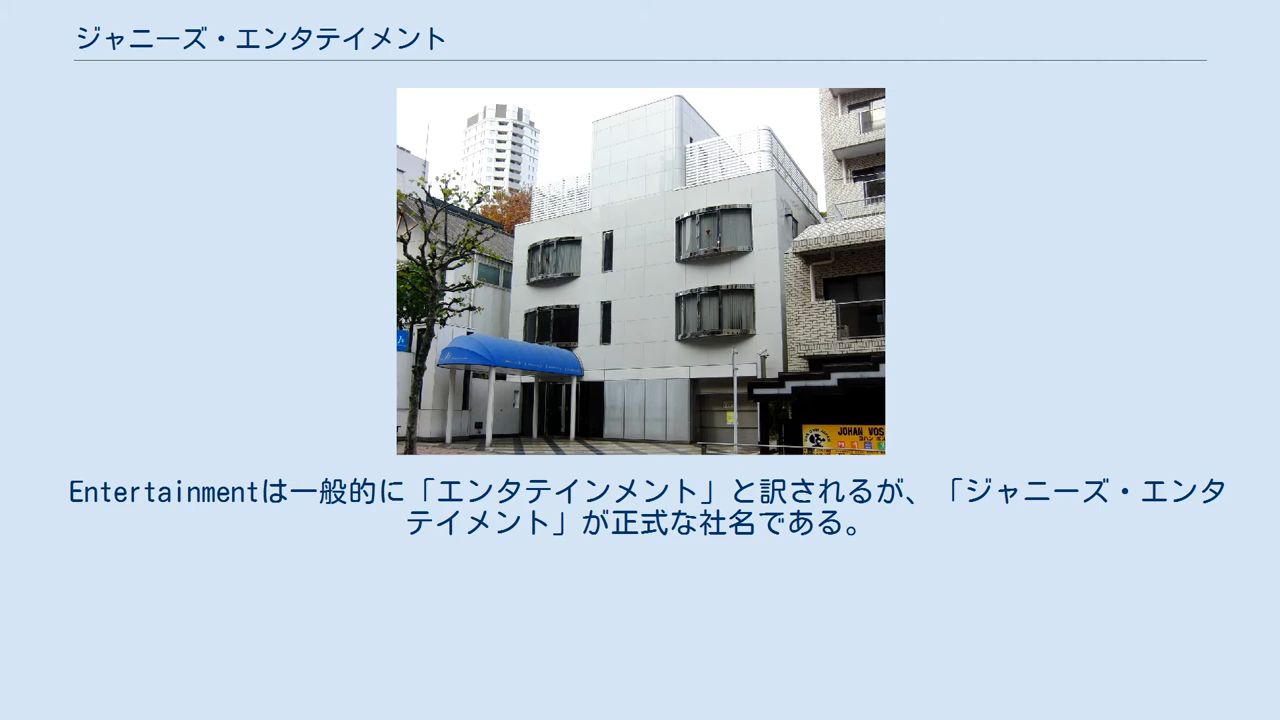 ジャニーズ・エンタテイメント
JOHAN VOS
Entertainmentは一般的に「エンタテインメント」と訳されるが、「ジャニーズ・エンタ
テイメント」が正式な社名である。